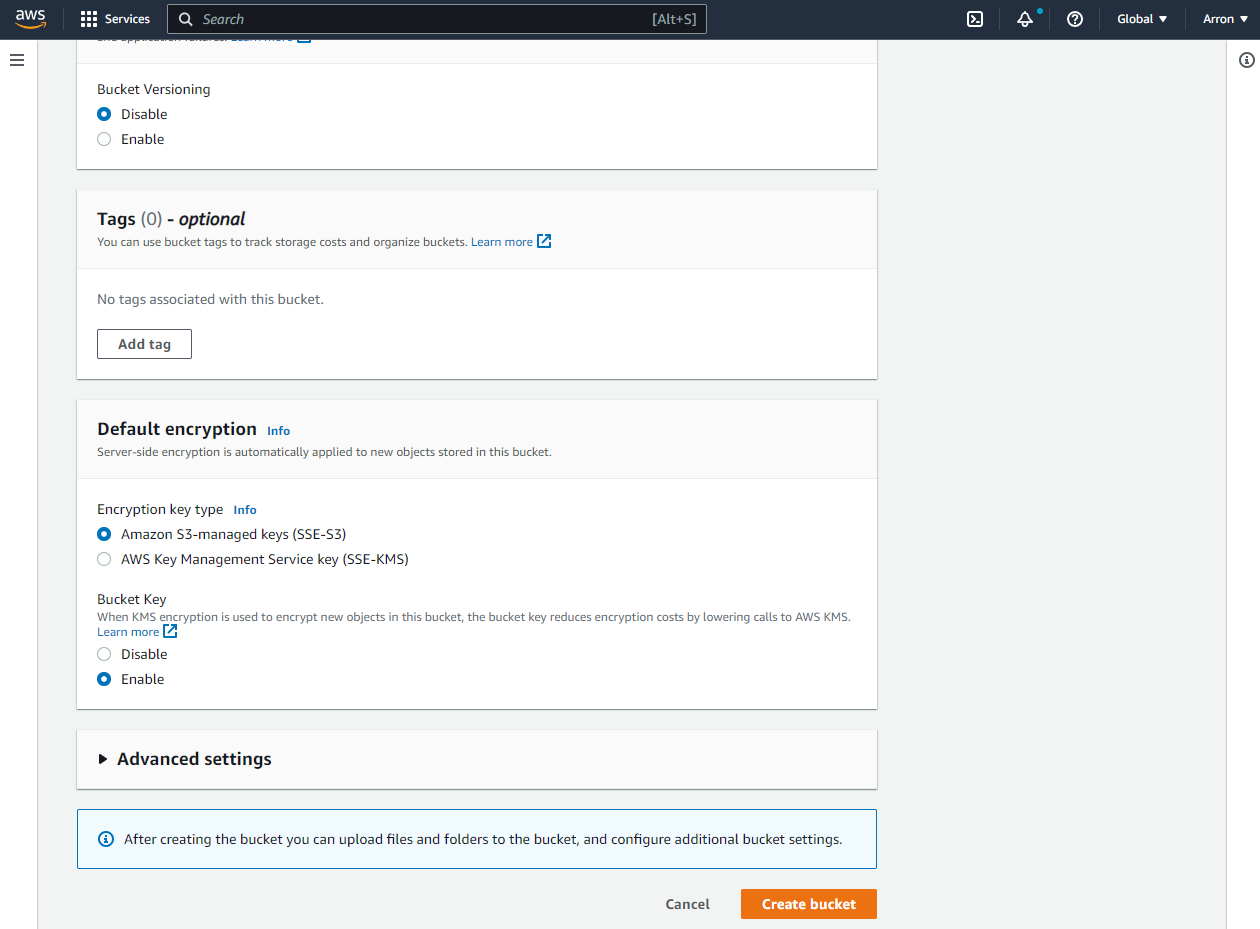 aws Services Search [Alt+S] Global Arron
Bucket Versioning
Disable
Enable
Tags (0) - optional
You can use bucket tags to track storage costs and organize buckets. Learn more
No tags associated with this bucket.
Add tag
Default encryption Info
Server-side encryption is automatically applied to new objects stored in this bucket.
Encryption key type Info
Amazon S3-managed keys (SSE-S3)
AWS Key Management Service key (SSE-KMS)
Bucket Key
When KMS encryption is used to encrypt new objects in this bucket, the bucket key reduces encryption costs by lowering calls to AWS KMS.
Learn more
Disable
Enable
Advanced settings
After creating the bucket you can upload files and folders to the bucket, and configure additional bucket settings.
Cancel Create bucket